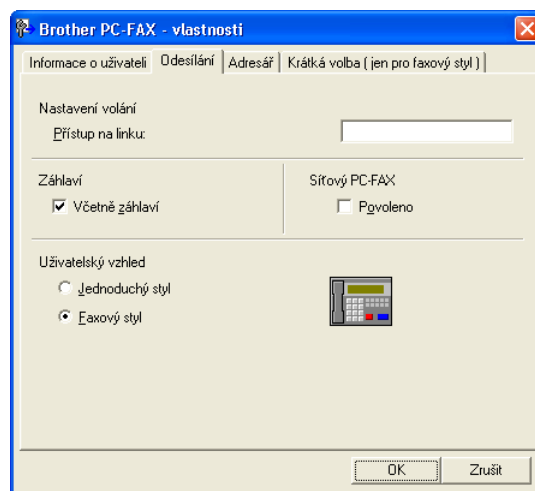 Brother PC-FAX - vlastnosti
Informace o uživateli Odesílání Adresář Krátká volba ( jen pro faxový styl )
Nastavení volání
Přístup na linku:
Záhlaví
Včetně záhlaví
Síťový PC-FAX
Povoleno
Uživatelský vzhled
Jednoduchý styl
Faxový styl
OK Zrušit